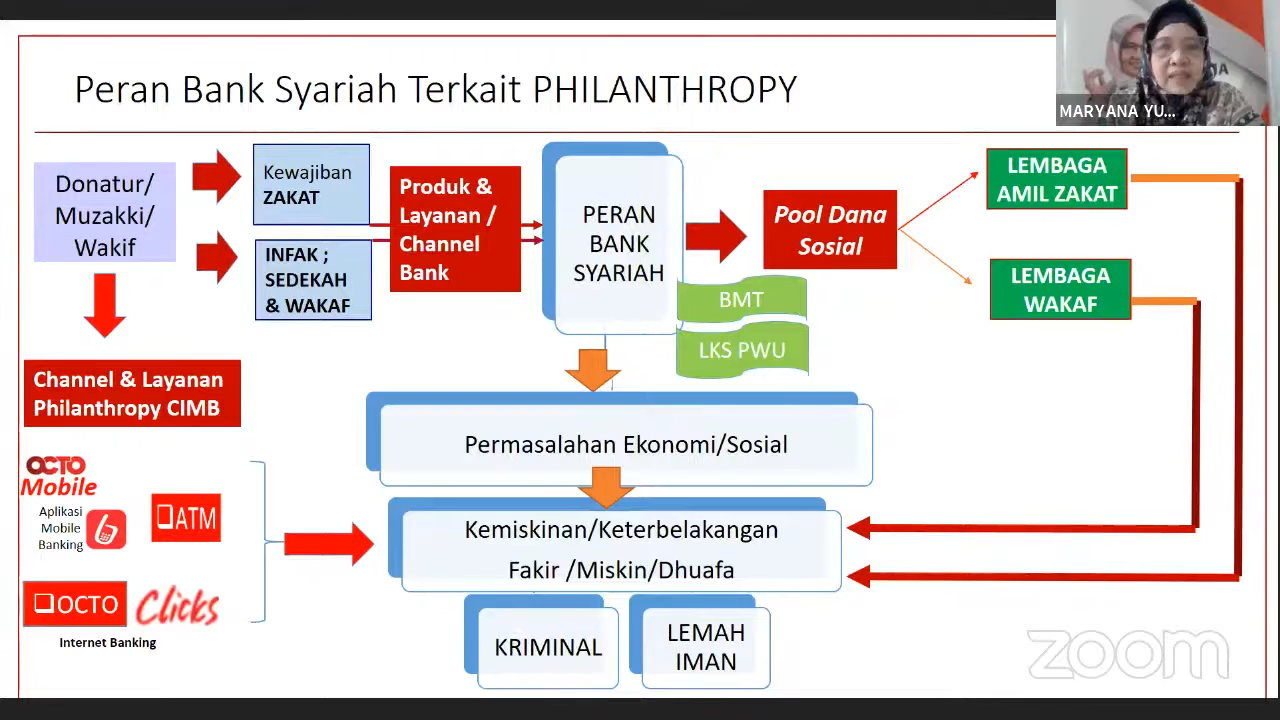 Peran Bank Syariah Terkait PHILANTHROPY
MARYANA YU...
Donatur/
Muzakki/
Wakif
Kewajiban
ZAKAT
INFAK ;
SEDEKAH
& WAKAF
Produk &
Layanan /
Channel
Bank
PERAN
BANK
SYARIAH
Pool Dana
Sosial
LEMBAGA
AMIL ZAKAT
LEMBAGA
WAKAF
BMT
LKS PWU
Channel & Layanan
Philanthropy CIMB
Permasalahan Ekonomi/Sosial
OCTO
Mobile
Aplikasi
Mobile
Banking
❑ATM
❑OCTO
Clicks
Internet Banking
Kemiskinan/Keterbelakangan
Fakir /Miskin/Dhuafa
KRIMINAL
LEMAH
IMAN
zoom